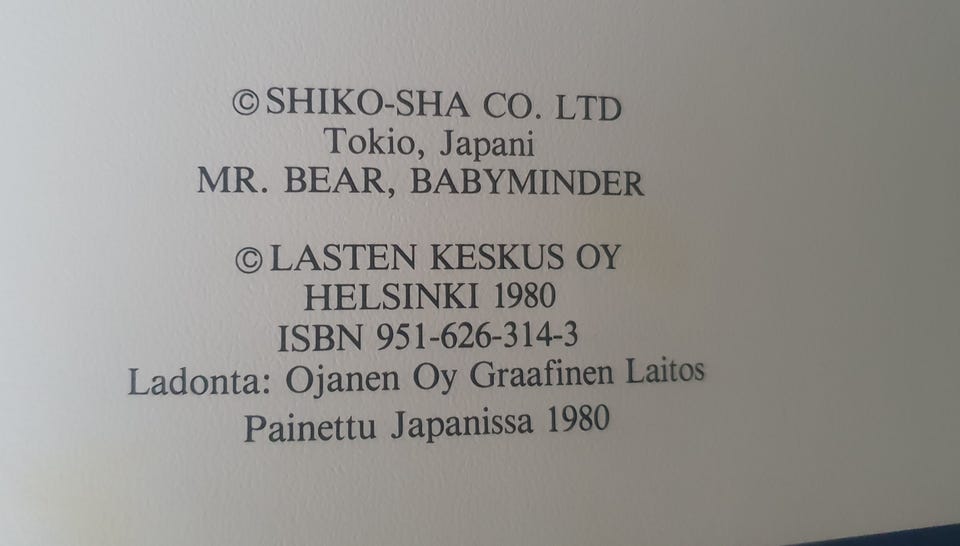 © SHIKO-SHA CO. LTD
Tokio, Japani
MR. BEAR, BABYMINDER
© LASTEN KESKUS OY
HELSINKI 1980
ISBN 951-626-314-3
Ladonta: Ojanen Oy Graafinen Laitos
Painettu Japanissa 1980